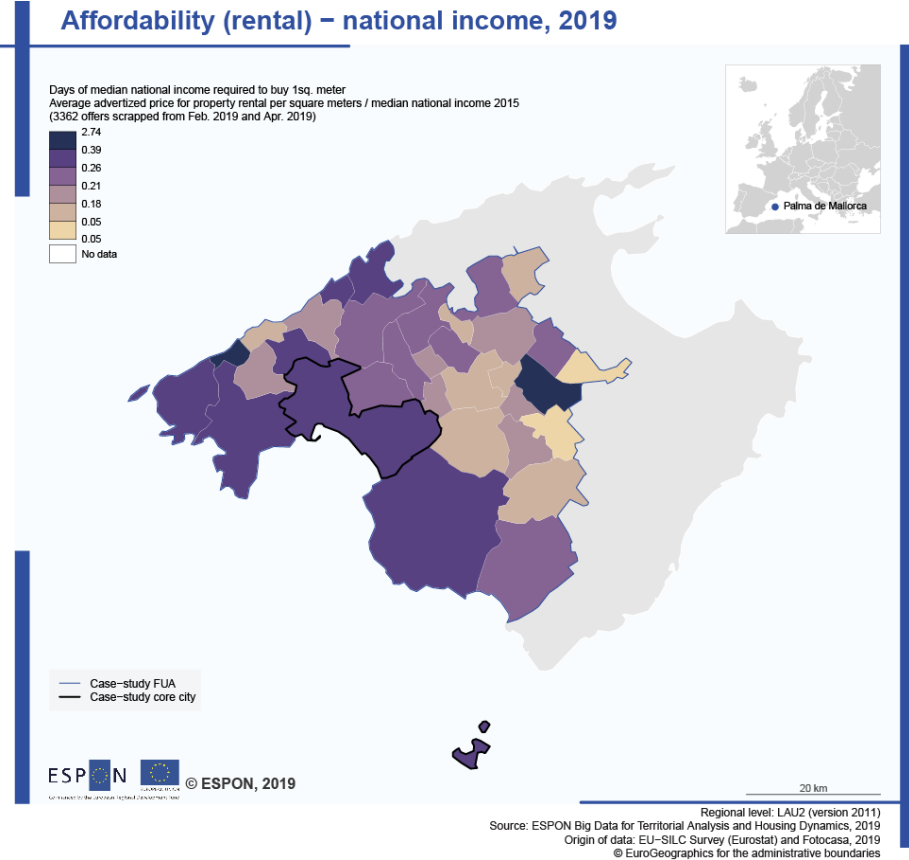 Affordability (rental) − national income, 2019
Days of median national income required to buy 1sq. meter
Average advertized price for property rental per square meters / median national income 2015
(3362 offers scrapped from Feb. 2019 and Apr. 2019)
2.74
0.39
0.26
0.21
0.18
0.05
0.05
No data
Palma de Mallorca
Case−study FUA
Case−study core city
ESPON
© ESPON, 2019
20 km
Regional level: LAU2 (version 2011)
Source: ESPON Big Data for Territorial Analysis and Housing Dynamics, 2019
Origin of data: EU−SILC Survey (Eurostat) and Fotocasa, 2019
© EuroGeographics for the administrative boundaries